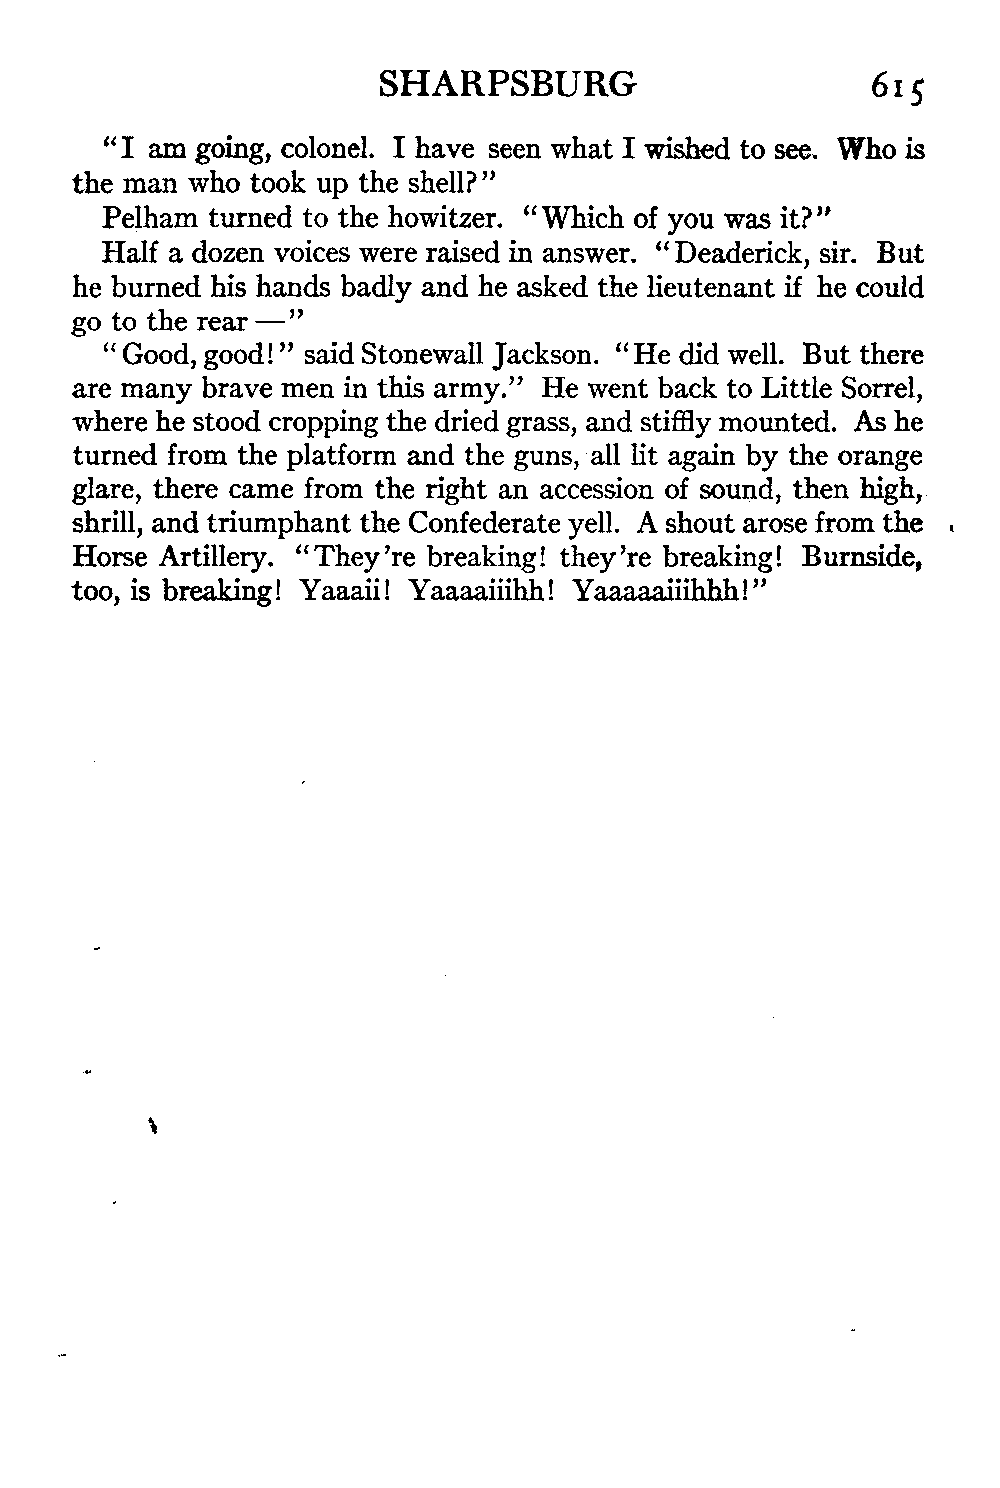 SHARPSBURG 615
"I am going, colonel. I have seen what I wished to see. Who is
the man who took up the shell?"
Pelham turned to the howitzer. "Which of you was it?"
Half a dozen voices were raised in answer. "Deaderick, sir. But
he burned his hands badly and he asked the lieutenant if he could
go to the rear —"
"Good, good!" said Stonewall Jackson. "He did well. But there
are many brave men in this army." He went back to Little Sorrel,
where he stood cropping the dried grass, and stiffly mounted. As he
turned from the platform and the guns, all lit again by the orange
glare, there came from the right an accession of sound, then high,
shrill, and triumphant the Confederate yell. A shout arose from the
Horse Artillery. "They're breaking! they're breaking! Burnside,
too, is breaking! Yaaaii! Yaaaaiiihh! Yaaaaaaiiihhh!"